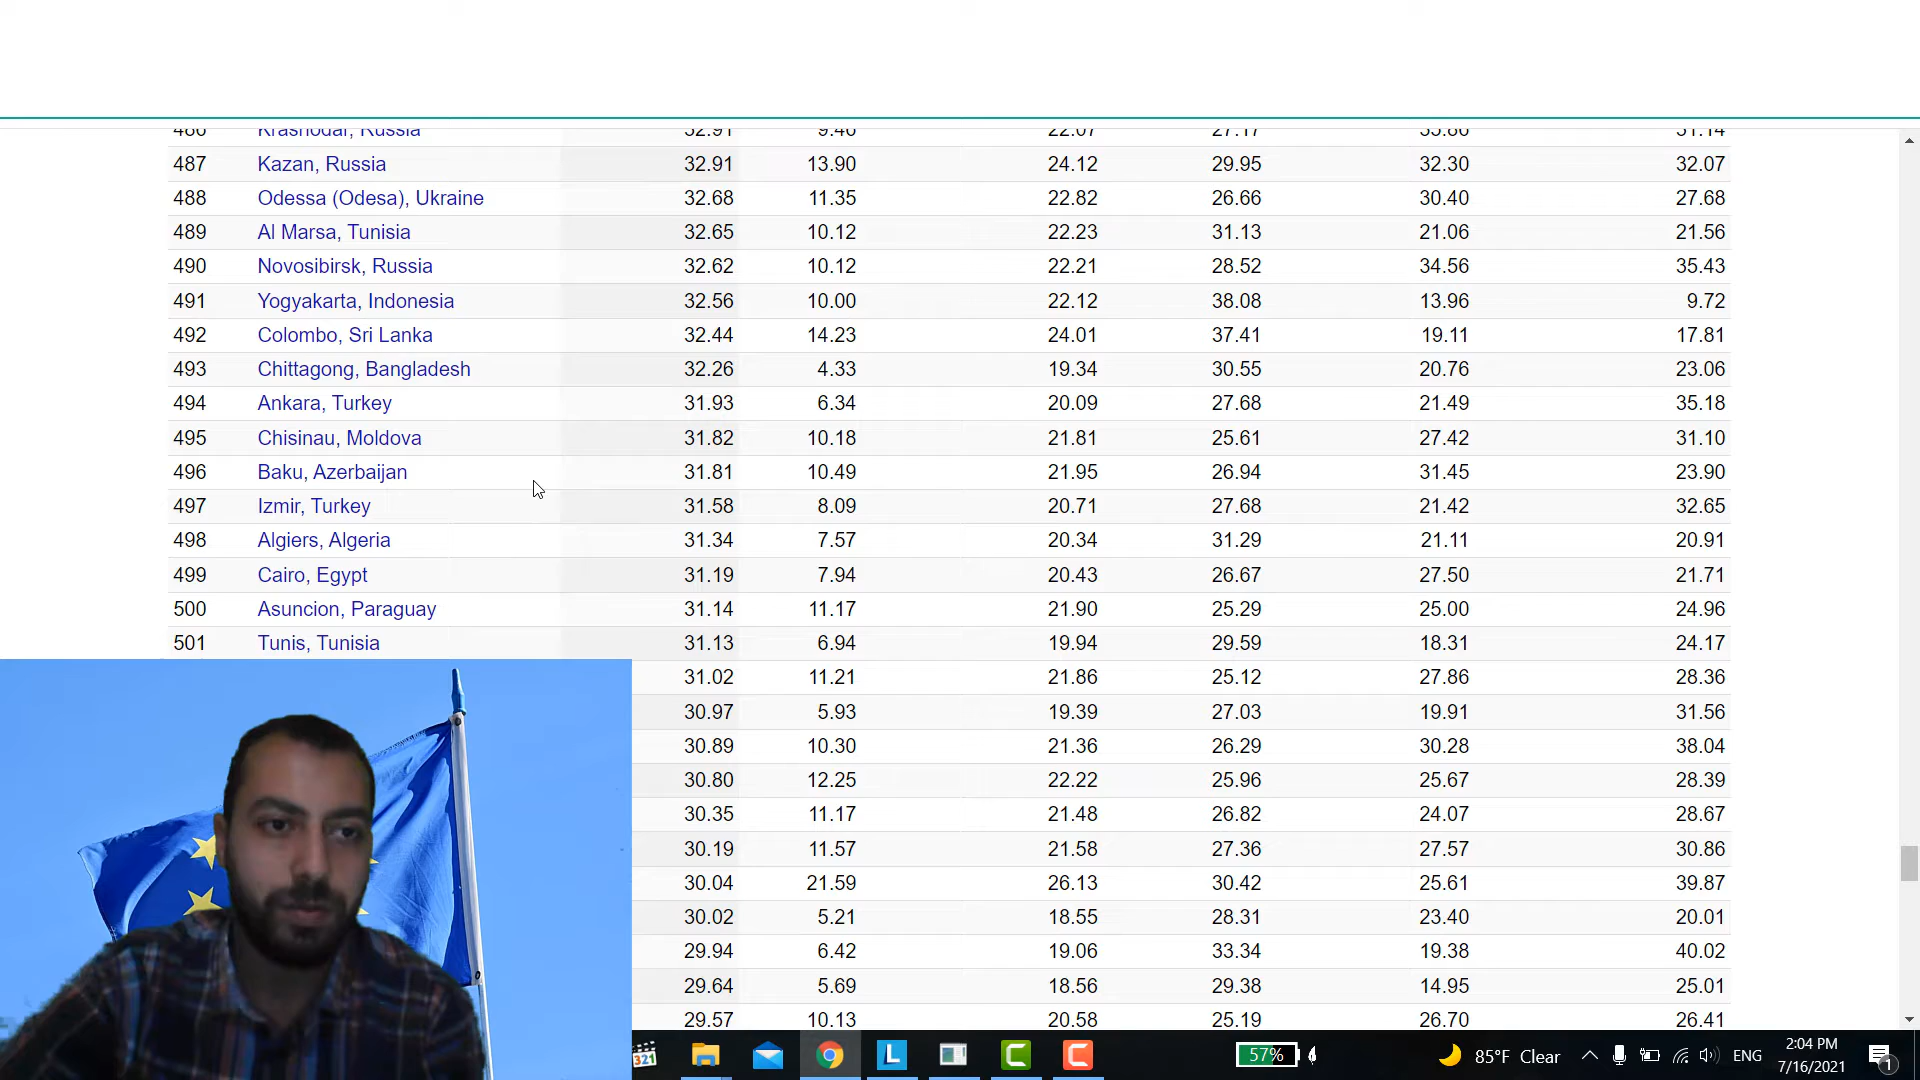 486 Krasnodar, Russia 32.91 9.46 22.07 27.17 35.86 31.14
487 Kazan, Russia 32.91 13.90 24.12 29.95 32.30 32.07
488 Odessa (Odesa), Ukraine 32.68 11.35 22.82 26.66 30.40 27.68
489 Al Marsa, Tunisia 32.65 10.12 22.23 31.13 21.06 21.56
490 Novosibirsk, Russia 32.62 10.12 22.21 28.52 34.56 35.43
491 Yogyakarta, Indonesia 32.56 10.00 22.12 38.08 13.96 9.72
492 Colombo, Sri Lanka 32.44 14.23 24.01 37.41 19.11 17.81
493 Chittagong, Bangladesh 32.26 4.33 19.34 30.55 20.76 23.06
494 Ankara, Turkey 31.93 6.34 20.09 27.68 21.49 35.18
495 Chisinau, Moldova 31.82 10.18 21.81 25.61 27.42 31.10
496 Baku, Azerbaijan 31.81 10.49 21.95 26.94 31.45 23.90
497 Izmir, Turkey 31.58 8.09 20.71 27.68 21.42 32.65
498 Algiers, Algeria 31.34 7.57 20.34 31.29 21.11 20.91
499 Cairo, Egypt 31.19 7.94 20.43 26.67 27.50 21.71
500 Asuncion, Paraguay 31.14 11.17 21.90 25.29 25.00 24.96
501 Tunis, Tunisia 31.13 6.94 19.94 29.59 18.31 24.17
31.02 11.21 21.86 25.12 27.86 28.36
30.97 5.93 19.39 27.03 19.91 31.56
30.89 10.30 21.36 26.29 30.28 38.04
30.80 12.25 22.22 25.96 25.67 28.39
30.35 11.17 21.48 26.82 24.07 28.67
30.19 11.57 21.58 27.36 27.57 30.86
30.04 21.59 26.13 30.42 25.61 39.87
30.02 5.21 18.55 28.31 23.40 20.01
29.94 6.42 19.06 33.34 19.38 40.02
29.64 5.69 18.56 29.38 14.95 25.01
29.57 10.13 20.58 25.19 26.70 26.41
321 L C C 57% 85°F Clear ENG 2:04 PM
7/16/2021 1